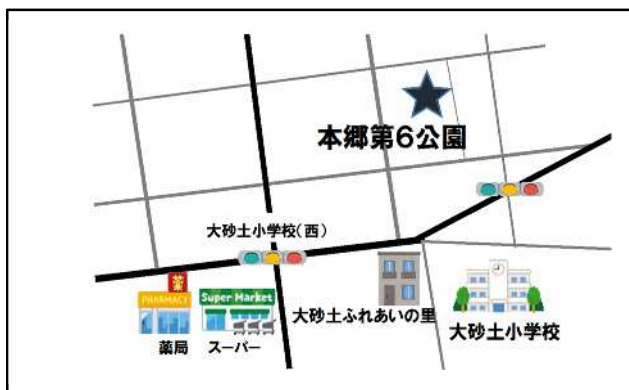 本郷第6公園
大砂土小学校(西)
薬
PHARMACY
Super Market
薬局
スーパー
大砂土ふれあいの里
大砂土小学校